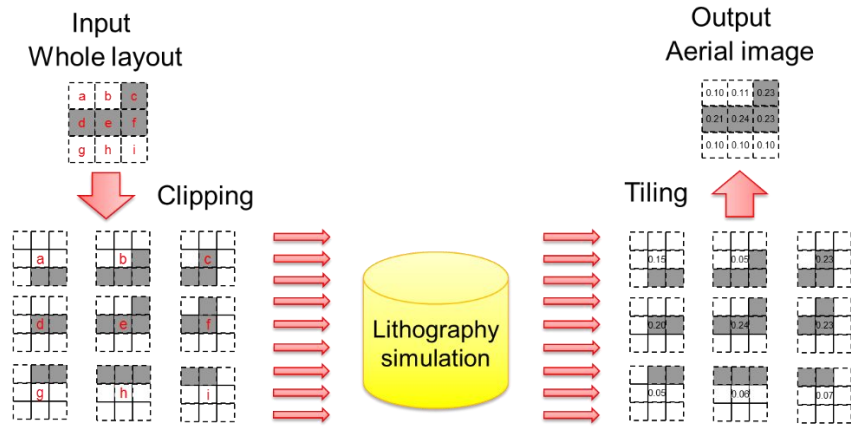 Input
Whole layout
Output
Aerial image
a b c
d e f
g h i
0.10 0.11 0.23
0.21 0.24 0.23
0.10 0.10 0.10
Clipping
Tiling
a b c
d e f
g h i
Lithography
simulation
0.15 0.05 0.23
0.20 0.24 0.23
0.05 0.06 0.07